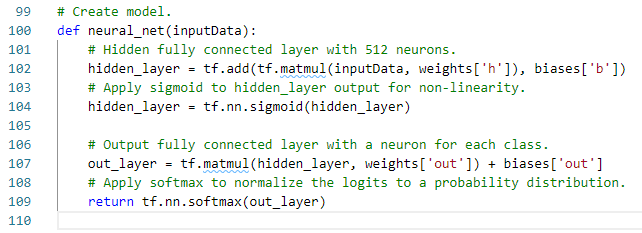 99 # Create model.
100 def neural_net(inputData):
101     # Hidden fully connected layer with 512 neurons.
102     hidden_layer = tf.add(tf.matmul(inputData, weights['h']), biases['b'])
103     # Apply sigmoid to hidden_layer output for non-linearity.
104     hidden_layer = tf.nn.sigmoid(hidden_layer)
105
106     # Output fully connected layer with a neuron for each class.
107     out_layer = tf.matmul(hidden_layer, weights['out']) + biases['out']
108     # Apply softmax to normalize the logits to a probability distribution.
109     return tf.nn.softmax(out_layer)
110